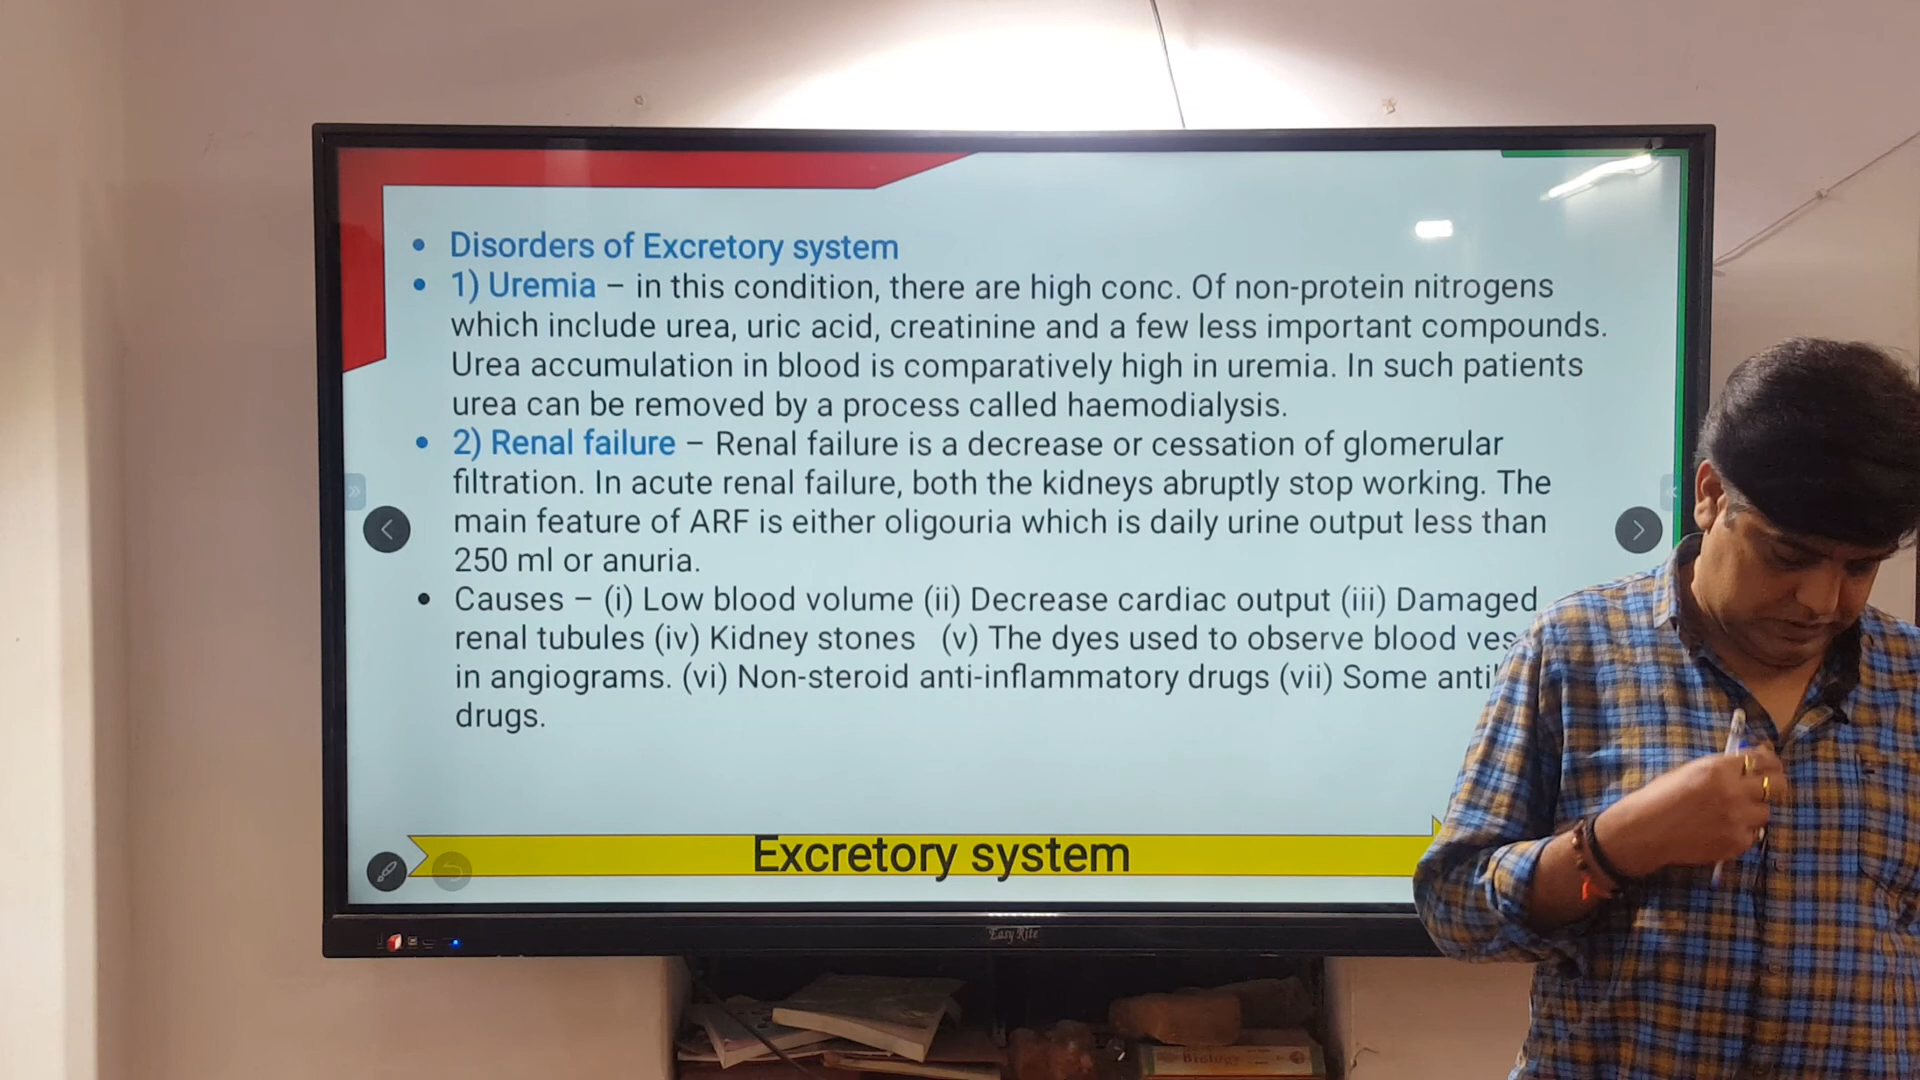 Disorders of Excretory system
1) Uremia – in this condition, there are high conc. Of non-protein nitrogens
which include urea, uric acid, creatinine and a few less important compounds.
Urea accumulation in blood is comparatively high in uremia. In such patients
urea can be removed by a process called haemodialysis.
2) Renal failure – Renal failure is a decrease or cessation of glomerular
filtration. In acute renal failure, both the kidneys abruptly stop working. The
main feature of ARF is either oligouria which is daily urine output less than
250 ml or anuria.
Causes – (i) Low blood volume (ii) Decrease cardiac output (iii) Damaged
renal tubules (iv) Kidney stones (v) The dyes used to observe blood
in angiograms. (vi) Non-steroid anti-inflammatory drugs (vii) Some
drugs.
Excretory system
EasyRite
Biology